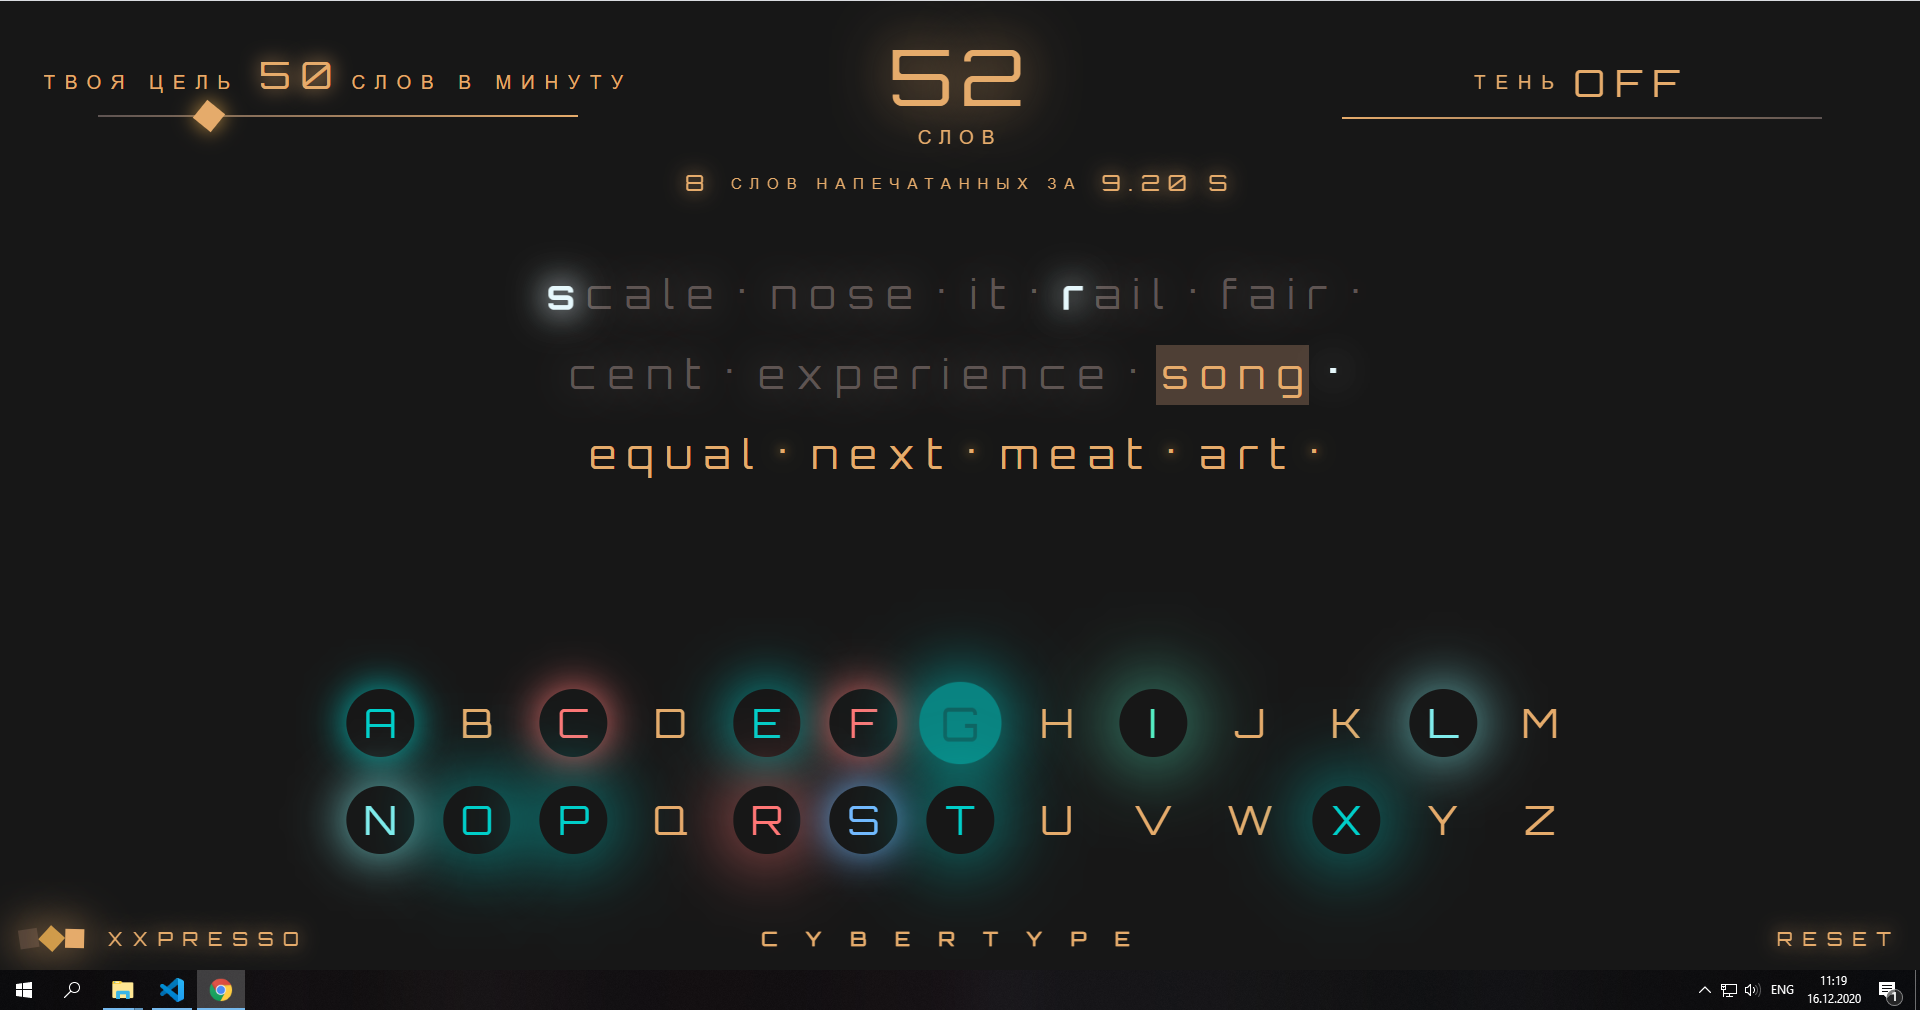 ТВОЯ ЦЕЛЬ 50 СЛОВ В МИНУТУ
52
СЛОВ
ТЕНЬ OFF
8 СЛОВ НАПЕЧАТАННЫХ ЗА 9.20 S
scale · nose · it · rail · fair ·
cent · experience · song ·
equal · next · meat · art ·
A B C D E F G H I J K L M
N O P Q R S T U V W X Y Z
XXPRESSO
CYBERTYPE
RESET
ENG
11:19
16.12.2020
1